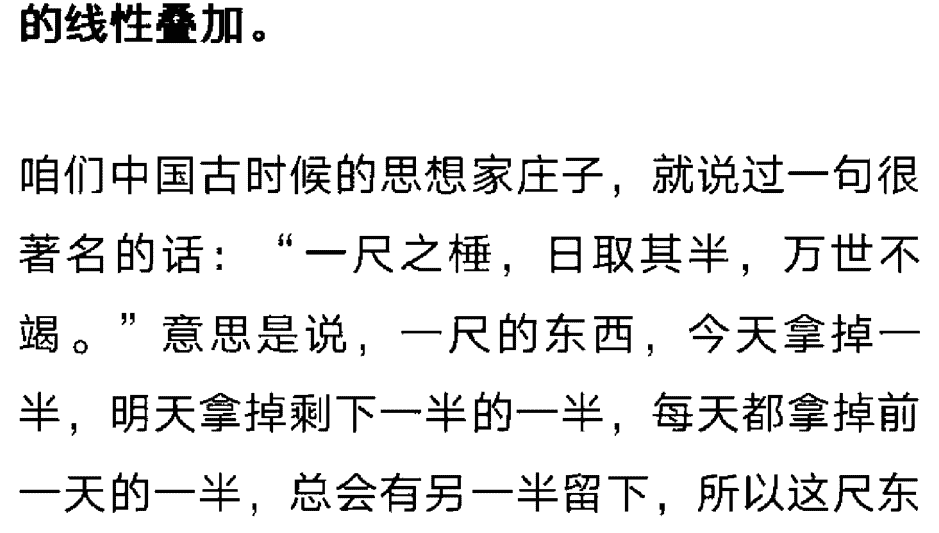 的线性叠加。
咱们中国古时候的思想家庄子，就说过一句很
著名的话：“一尺之棰，日取其半，万世不
竭。”意思是说，一尺的东西，今天拿掉一
半，明天拿掉剩下一半的一半，每天都拿掉前
一天的一半，总会有另一半留下，所以这尺东